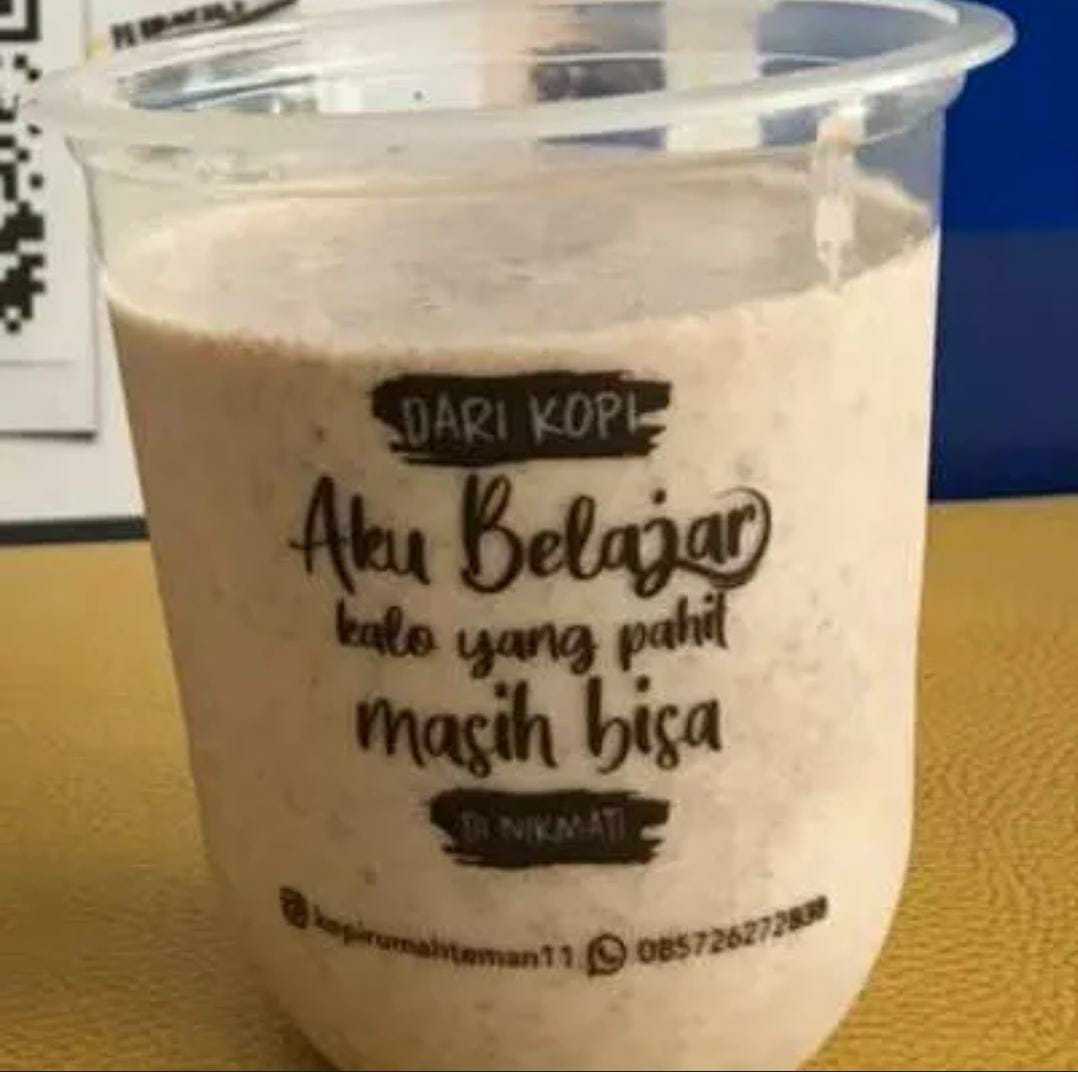 DARI KOPI
Aku Belajar
kalo yang pahit
masih bisa
DI NIKMATI
kopirumahteman11 085726272838